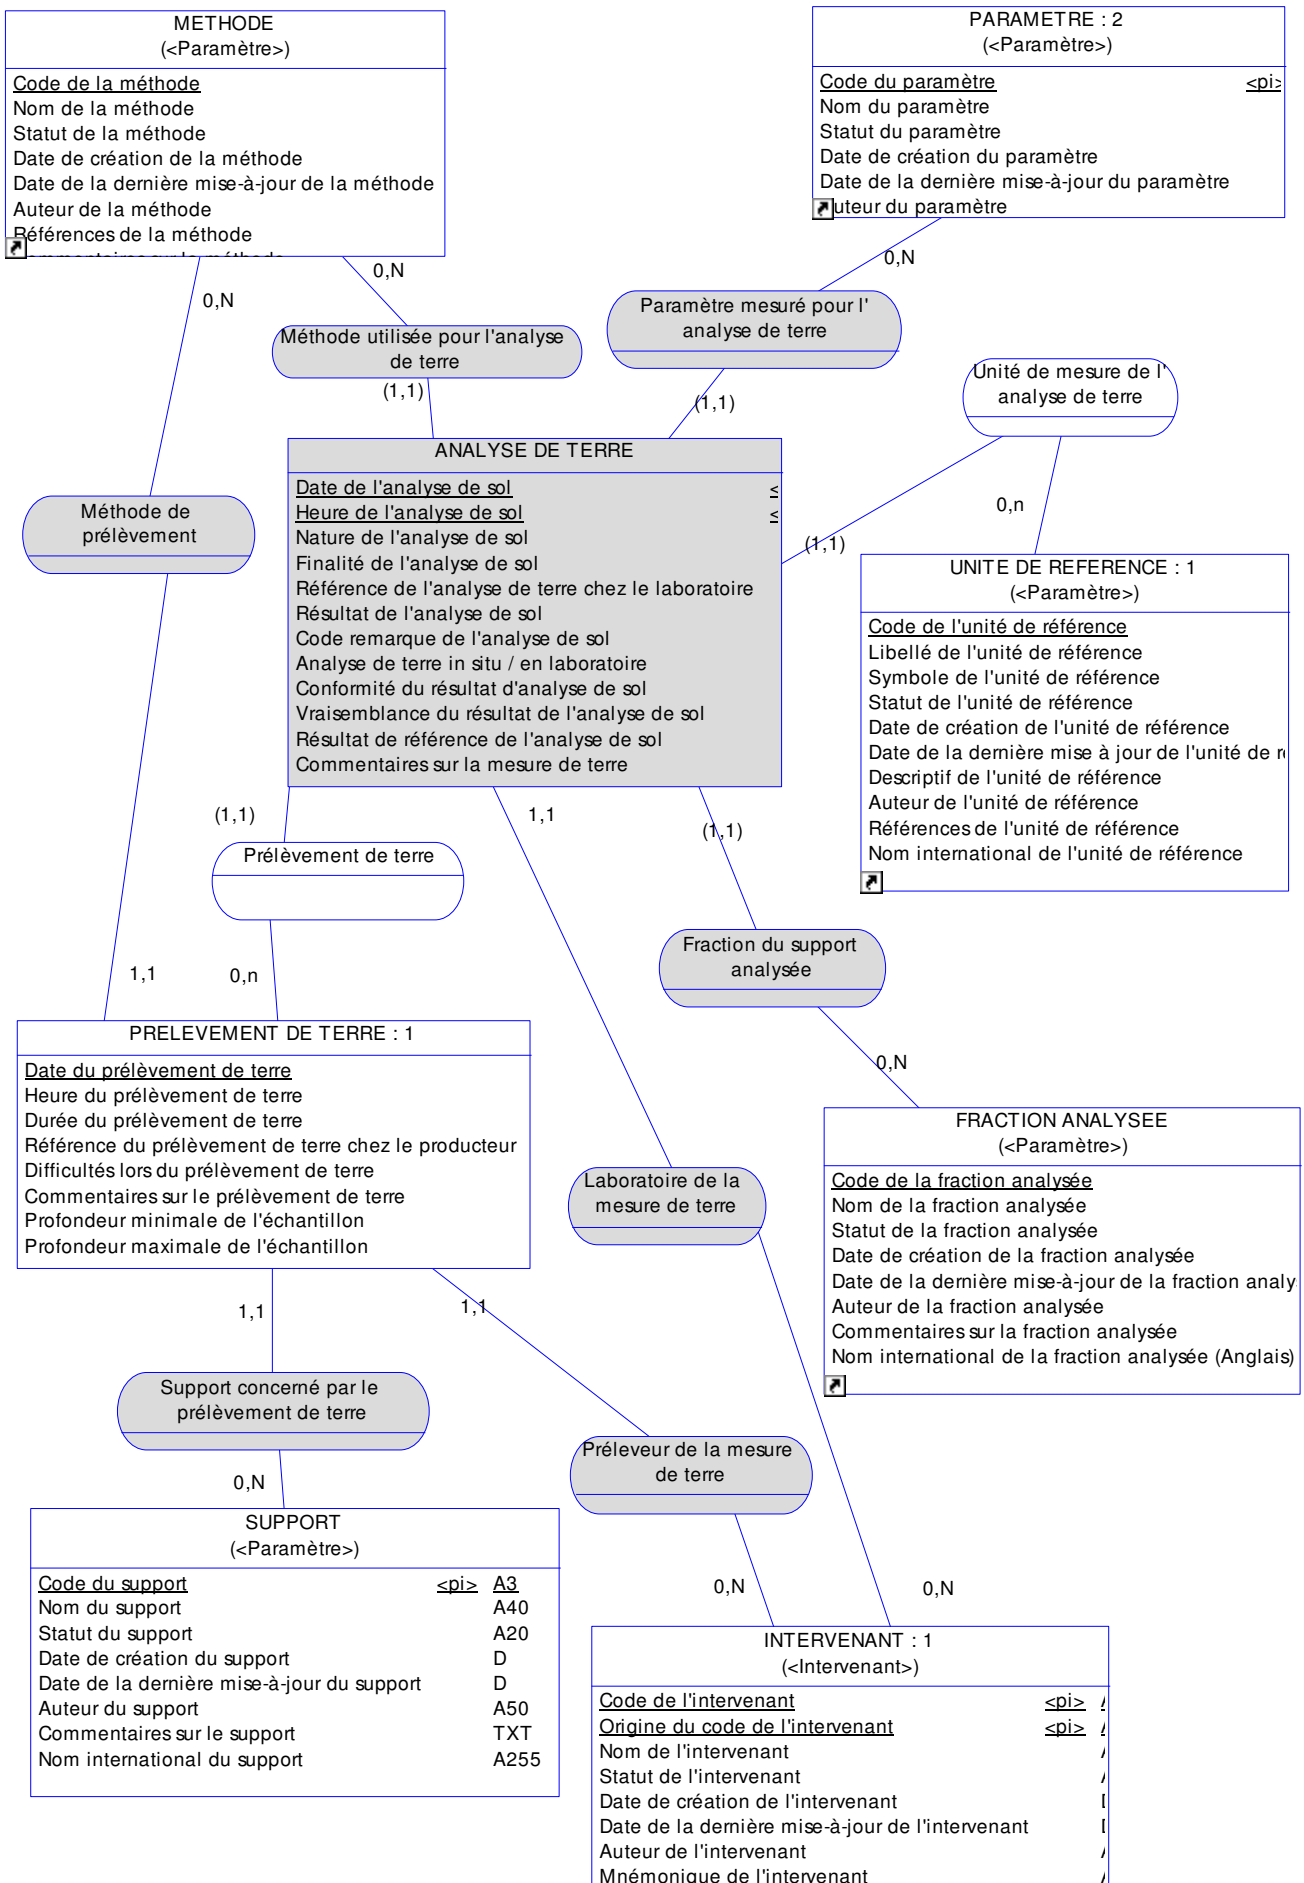 METHODE
(<Paramètre>)
Code de la méthode
Nom de la méthode
Statut de la méthode
Date de création de la méthode
Date de la dernière mise-à-jour de la méthode
Auteur de la méthode
Références de la méthode
PARAMETRE : 2
(<Paramètre>)
Code du paramètre <pi>
Nom du paramètre
Statut du paramètre
Date de création du paramètre
Date de la dernière mise-à-jour du paramètre
uteur du paramètre
0,N
0,N
0,N
Méthode utilisée pour l'analyse
de terre
(1,1)
Paramètre mesuré pour l'
analyse de terre
(1,1)
Unité de mesure de l'
analyse de terre
0,n
(1,1)
Méthode de
prélèvement
ANALYSE DE TERRE
Date de l'analyse de sol <
Heure de l'analyse de sol <
Nature de l'analyse de sol
Finalité de l'analyse de sol
Référence de l'analyse de terre chez le laboratoire
Résultat de l'analyse de sol
Code remarque de l'analyse de sol
Analyse de terre in situ / en laboratoire
Conformité du résultat d'analyse de sol
Vraisemblance du résultat de l'analyse de sol
Résultat de référence de l'analyse de sol
Commentaires sur la mesure de terre
UNITE DE REFERENCE : 1
(<Paramètre>)
Code de l'unité de référence
Libellé de l'unité de référence
Symbole de l'unité de référence
Statut de l'unité de référence
Date de création de l'unité de référence
Date de la dernière mise à jour de l'unité de r
Descriptif de l'unité de référence
Auteur de l'unité de référence
Références de l'unité de référence
Nom international de l'unité de référence
(1,1)
1,1
(1,1)
Prélèvement de terre
Fraction du support
analysée
1,1
0,n
0,N
PRELEVEMENT DE TERRE : 1
Date du prélèvement de terre
Heure du prélèvement de terre
Durée du prélèvement de terre
Référence du prélèvement de terre chez le producteur
Difficultés lors du prélèvement de terre
Commentaires sur le prélèvement de terre
Profondeur minimale de l'échantillon
Profondeur maximale de l'échantillon
FRACTION ANALYSEE
(<Paramètre>)
Code de la fraction analysée
Nom de la fraction analysée
Statut de la fraction analysée
Date de création de la fraction analysée
Date de la dernière mise-à-jour de la fraction analy
Auteur de la fraction analysée
Commentaires sur la fraction analysée
Nom international de la fraction analysée (Anglais)
Laboratoire de la
mesure de terre
1,1
1,1
Support concerné par le
prélèvement de terre
Préleveur de la mesure
de terre
0,N
0,N
0,N
SUPPORT
(<Paramètre>)
Code du support <pi> A3
Nom du support A40
Statut du support A20
Date de création du support D
Date de la dernière mise-à-jour du support D
Auteur du support A50
Commentaires sur le support TXT
Nom international du support A255
INTERVENANT : 1
(<Intervenant>)
Code de l'intervenant <pi>
Origine du code de l'intervenant <pi>
Nom de l'intervenant
Statut de l'intervenant
Date de création de l'intervenant
Date de la dernière mise-à-jour de l'intervenant
Auteur de l'intervenant
Mnémonique de l'intervenant